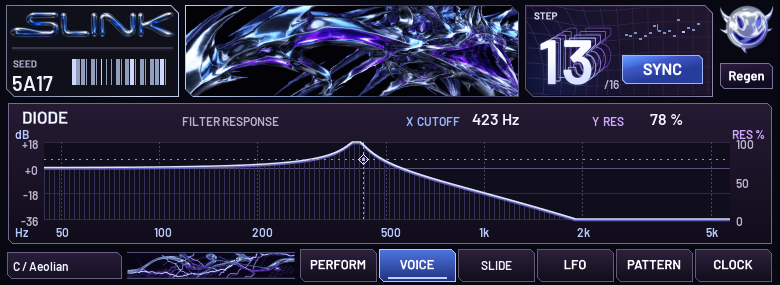 SLINK
SEED
5A17
STEP
13
/16
SYNC
Regen
DIODE
FILTER RESPONSE
X CUTOFF 423 Hz
Y RES 78 %
dB
RES %
+18
+0
-18
-36
100
50
0
Hz 50 100 200 500 1k 2k 5k
C / Aeolian
PERFORM
VOICE
SLIDE
LFO
PATTERN
CLOCK